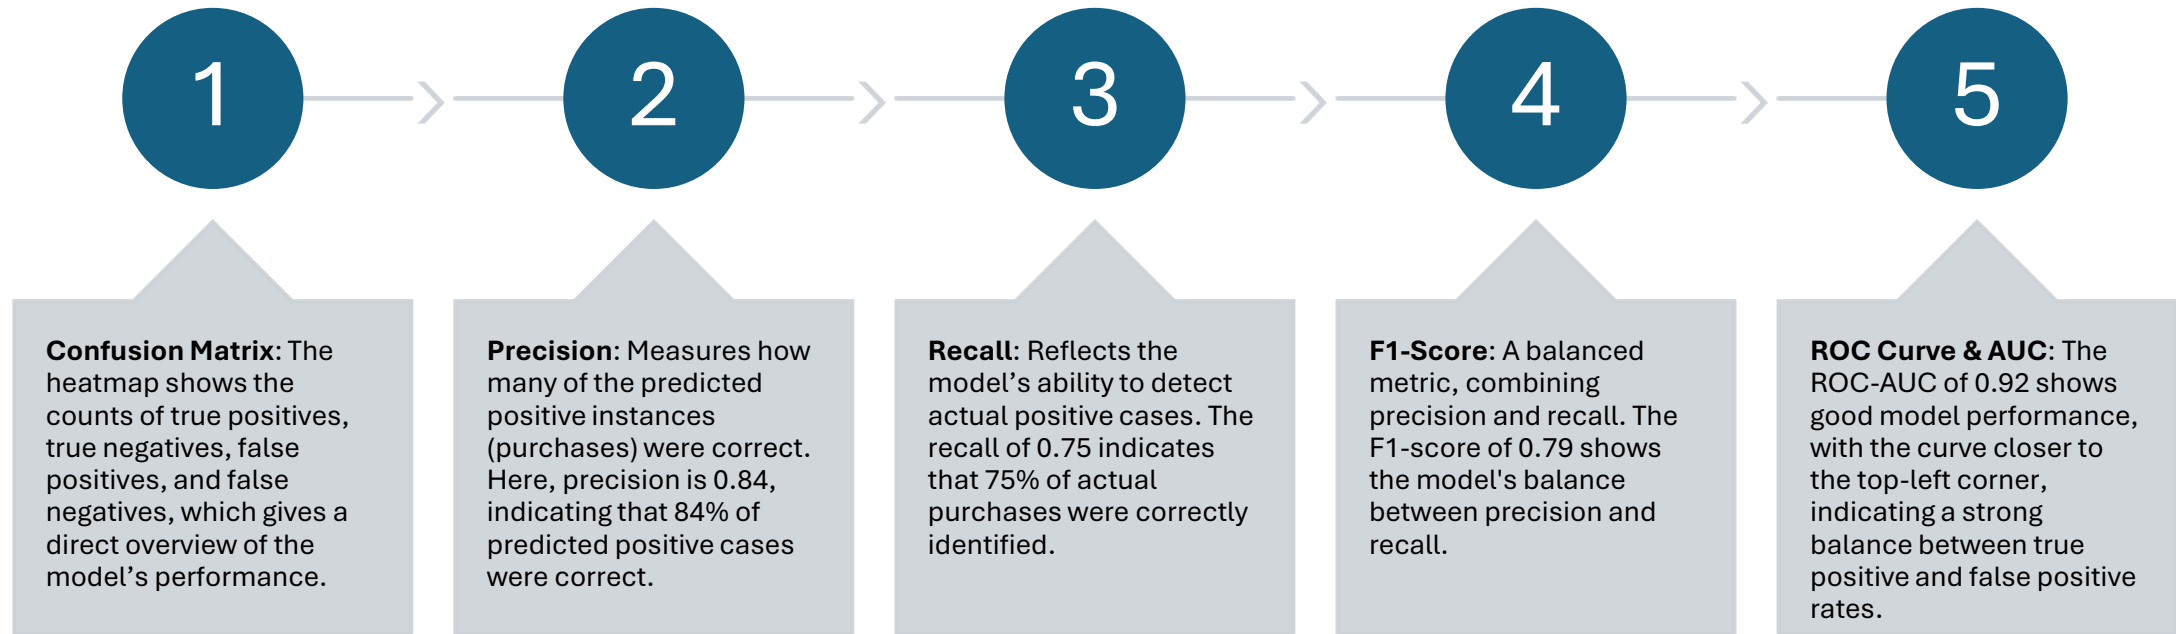 1
2
3
4
5
Confusion Matrix: The
heatmap shows the
counts of true positives,
true negatives, false
positives, and false
negatives, which gives a
direct overview of the
model’s performance.
Precision: Measures how
many of the predicted
positive instances
(purchases) were correct.
Here, precision is 0.84,
indicating that 84% of
predicted positive cases
were correct.
Recall: Reflects the
model’s ability to detect
actual positive cases. The
recall of 0.75 indicates
that 75% of actual
purchases were correctly
identified.
F1-Score: A balanced
metric, combining
precision and recall. The
F1-score of 0.79 shows
the model's balance
between precision and
recall.
ROC Curve & AUC: The
ROC-AUC of 0.92 shows
good model performance,
with the curve closer to
the top-left corner,
indicating a strong
balance between true
positive and false positive
rates.